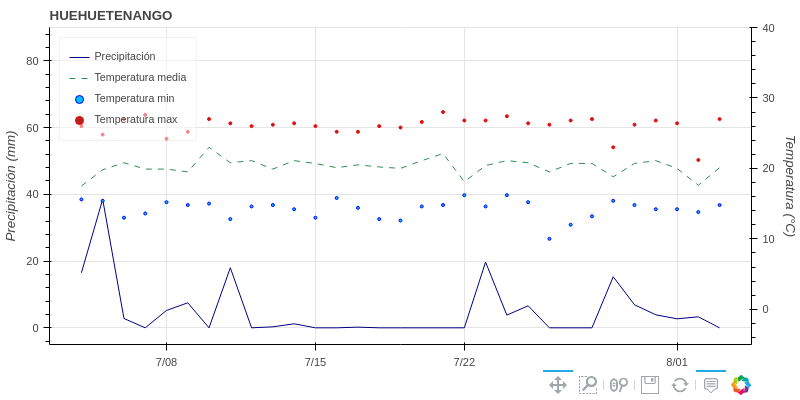 HUEHUETENANGO
Precipitación
Temperatura media
Temperatura min
Temperatura max
Precipitación (mm)
80
60
40
20
0
40
30
20
10
0
Temperatura (°C)
7/08
7/15
7/22
8/01